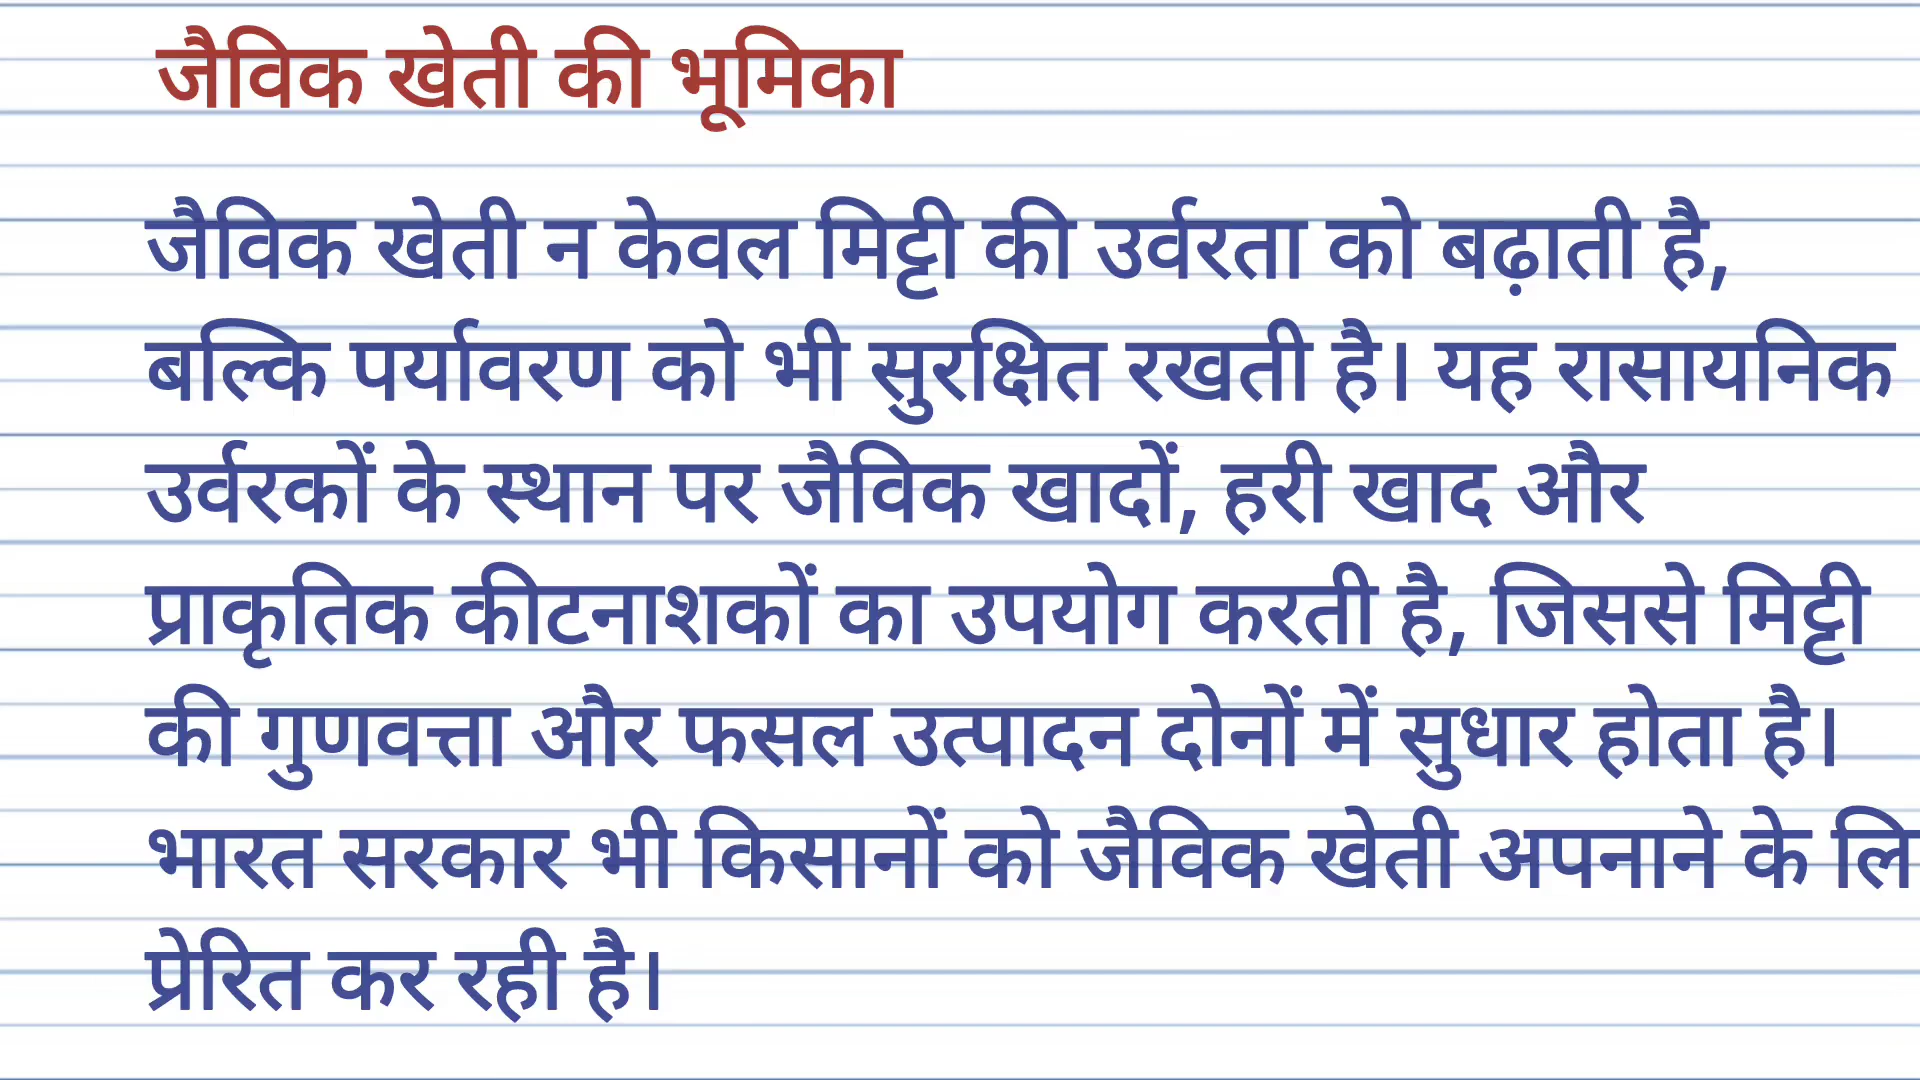 जैविक खेती की भूमिका
जैविक खेती न केवल मिट्टी की उर्वरता को बढ़ाती है,
बल्कि पर्यावरण को भी सुरक्षित रखती है। यह रासायनिक
उर्वरकों के स्थान पर जैविक खादों, हरी खाद और
प्राकृतिक कीटनाशकों का उपयोग करती है, जिससे मिट्टी
की गुणवत्ता और फसल उत्पादन दोनों में सुधार होता है।
भारत सरकार भी किसानों को जैविक खेती अपनाने के लि
प्रेरित कर रही है।